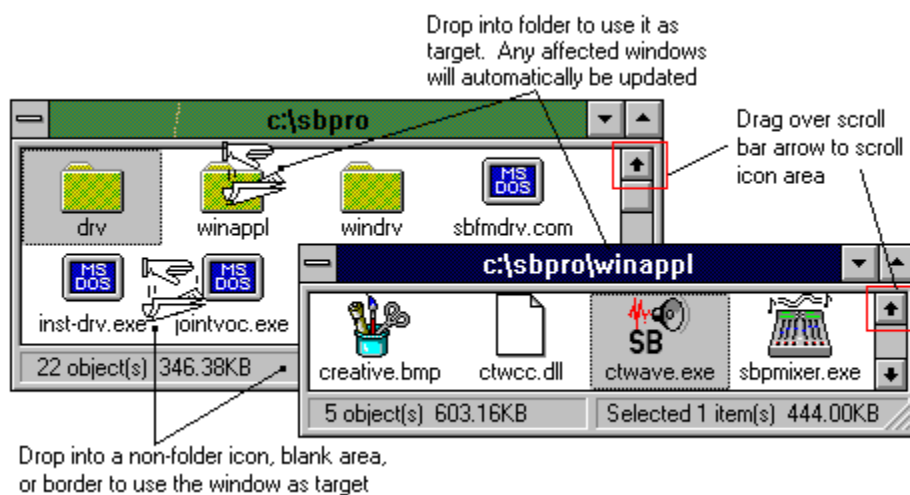 Drop into folder to use it as
target. Any affected windows
will automatically be updated
c:\sbpro
Drag over scroll
bar arrow to scroll
icon area
MS
DOS
drv
winappl
windrv
sbfmdrv.com
MS
DOS
MS
DOS
inst-drv.exe
jointvoc.exe
22 object(s) 346.38KB
c:\sbpro\winappl
SB
creative.bmp
ctwcc.dll
ctwave.exe
sbpmixer.exe
5 object(s) 603.16KB
Selected 1 item(s) 444.00KB
Drop into a non-folder icon, blank area,
or border to use the window as target